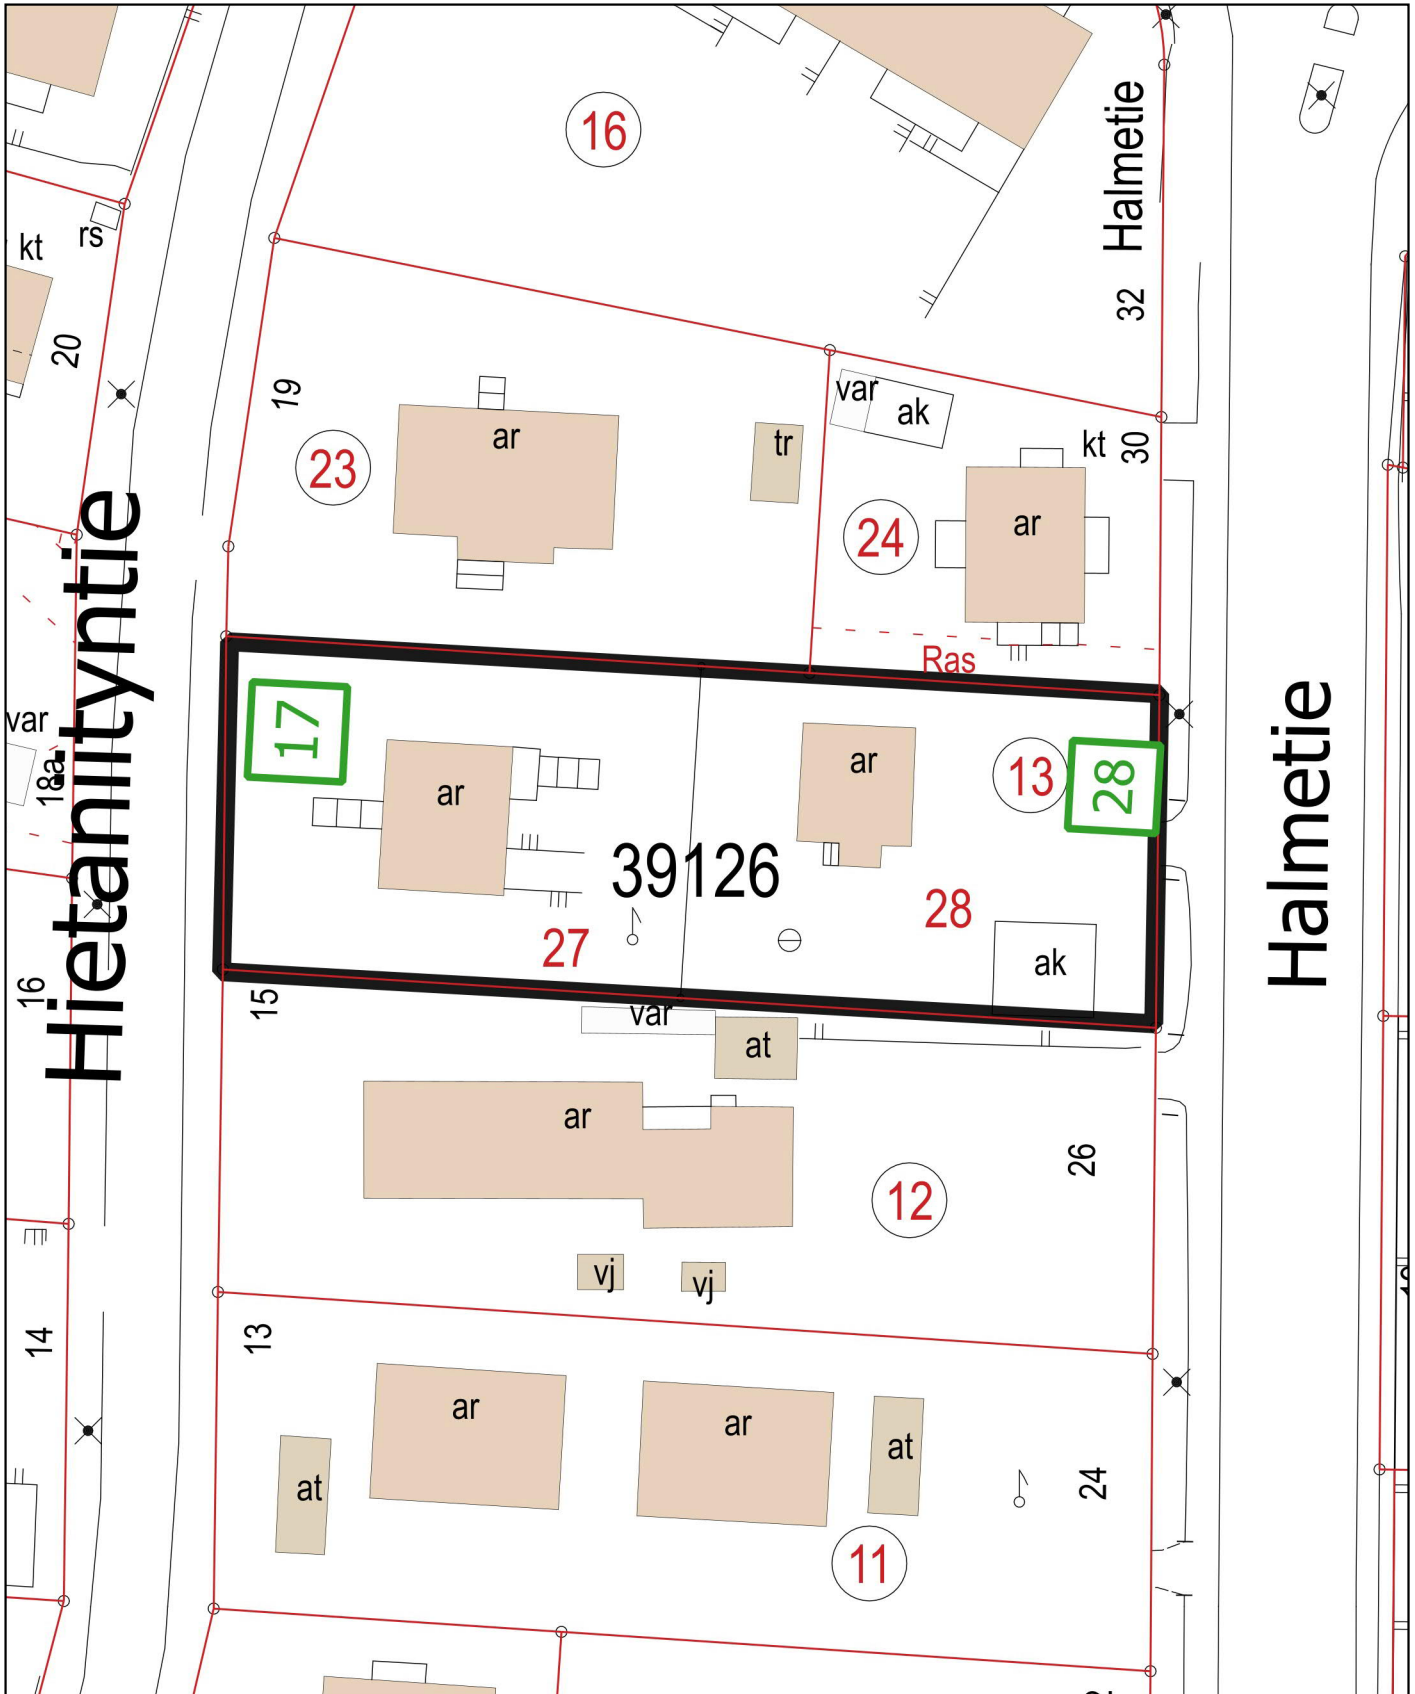 16
Halmetie
32
rs
kt
20
19
ar
23
tr
var
ak
kt
30
24
ar
Ras
Hietaniityntie
var
18a
17
ar
ar
13
28
Halmetie
39126
27
28
ak
16
15
var
at
ar
26
12
vj
vj
14
13
ar
ar
at
at
24
11